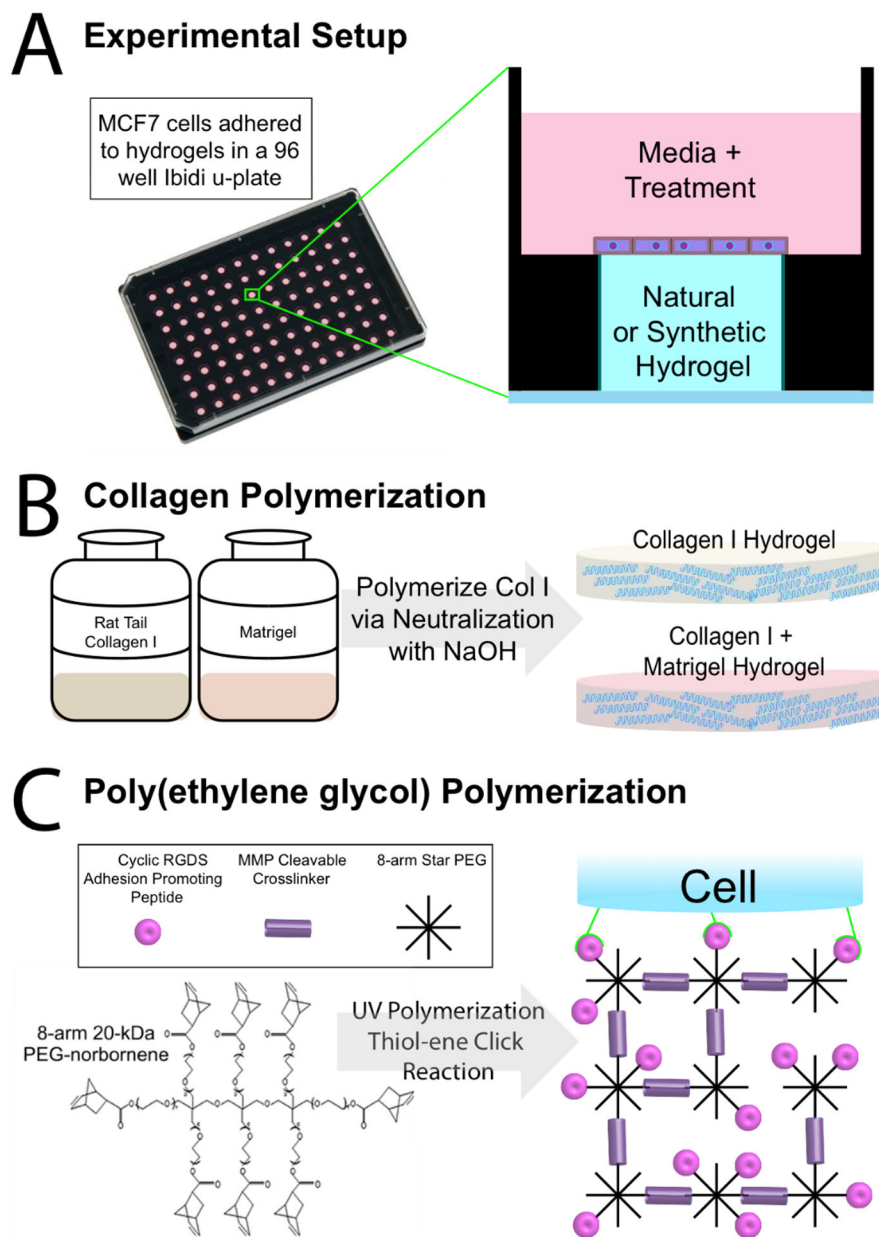 A Experimental Setup
MCF7 cells adhered
to hydrogels in a 96
well Ibidi u-plate
Media +
Treatment
Natural
or Synthetic
Hydrogel
B Collagen Polymerization
Rat Tail
Collagen I
Matrigel
Polymerize Col I
via Neutralization
with NaOH
Collagen I Hydrogel
Collagen I +
Matrigel Hydrogel
C Poly(ethylene glycol) Polymerization
Cyclic RGDS
Adhesion Promoting
Peptide
MMP Cleavable
Crosslinker
8-arm Star PEG
8-arm 20-kDa
PEG-norbornene
UV Polymerization
Thiol-ene Click
Reaction
Cell